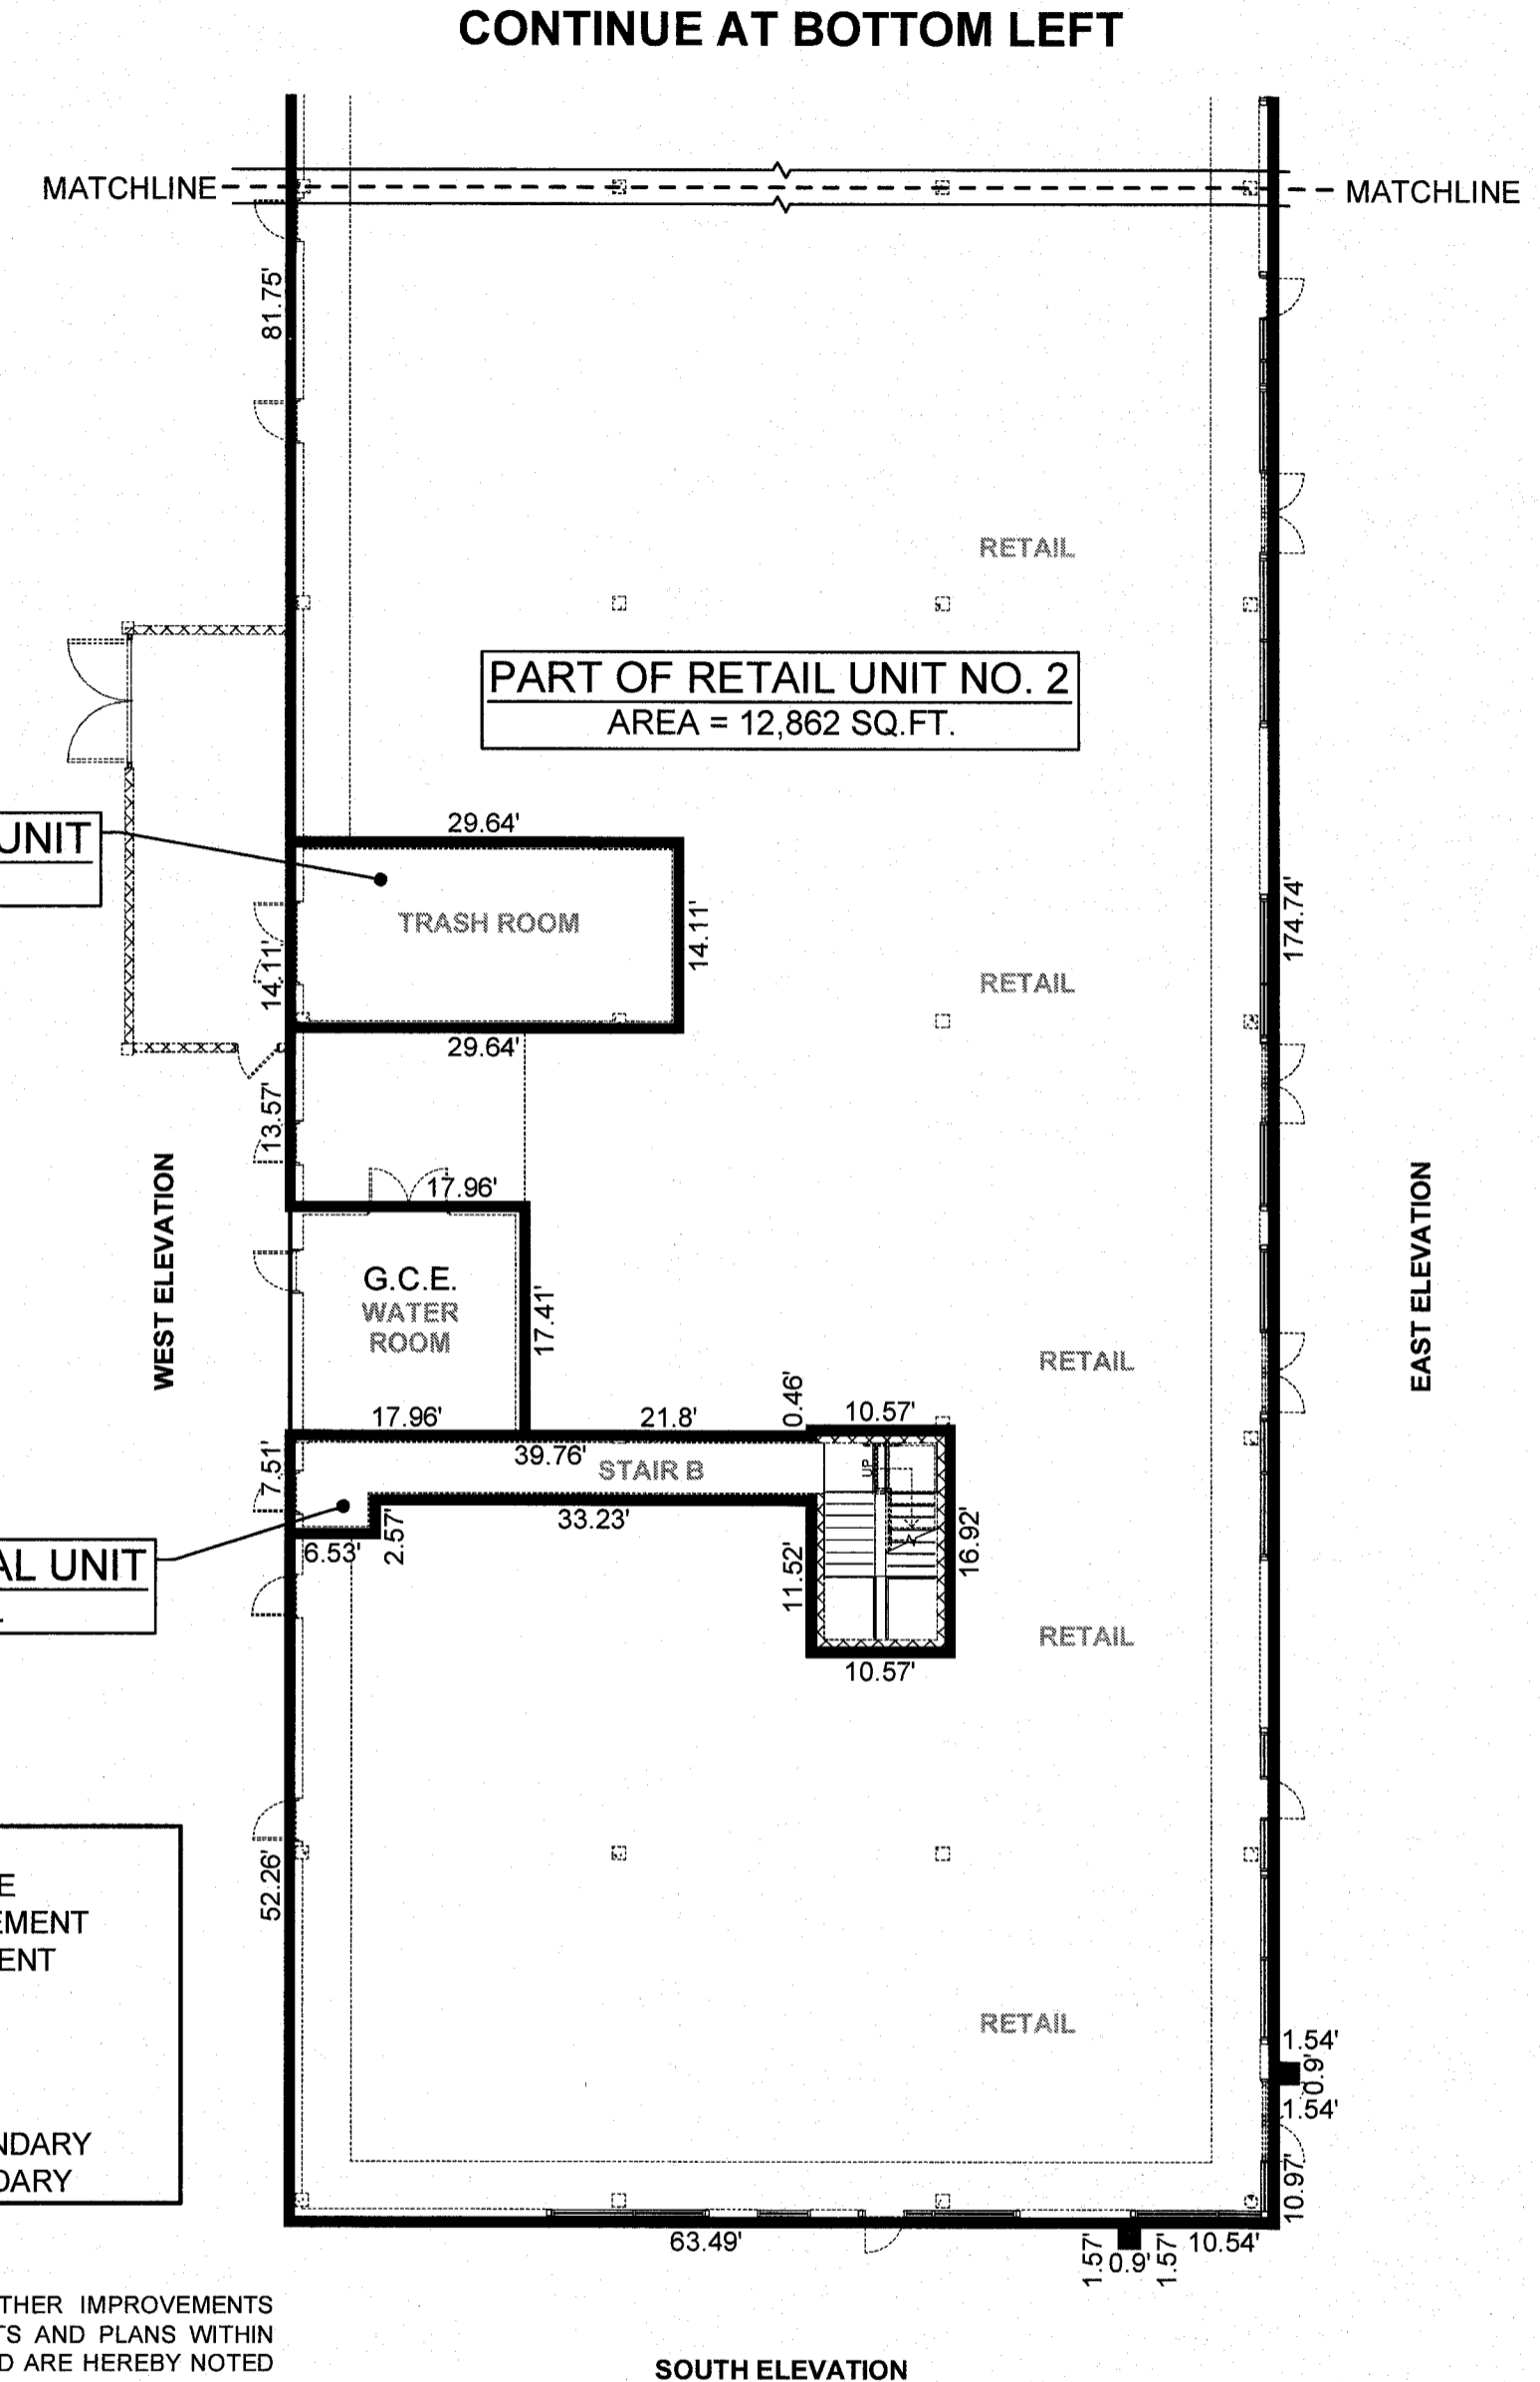 CONTINUE AT BOTTOM LEFT
MATCHLINE
MATCHLINE
81.75'
RETAIL
PART OF RETAIL UNIT NO. 2
AREA = 12,862 SQ.FT.
UNIT
29.64'
TRASH ROOM
14.11'
14.11'
174.74'
RETAIL
29.64'
13.57'
17.96'
WEST ELEVATION
EAST ELEVATION
G.C.E.
WATER
ROOM
17.41'
RETAIL
17.96'
21.8'
0.46'
10.57'
7.51'
39.76'
STAIR B
UP
33.23'
2.57'
6.53'
11.52'
16.92'
AL UNIT
RETAIL
10.57'
52.26'
E
EMENT
ENT
RETAIL
1.54'
0.9'
1.54'
NDARY
DARY
10.97'
63.49'
1.57'
0.9'
1.57'
10.54'
THER IMPROVEMENTS
TS AND PLANS WITHIN
D ARE HEREBY NOTED
SOUTH ELEVATION